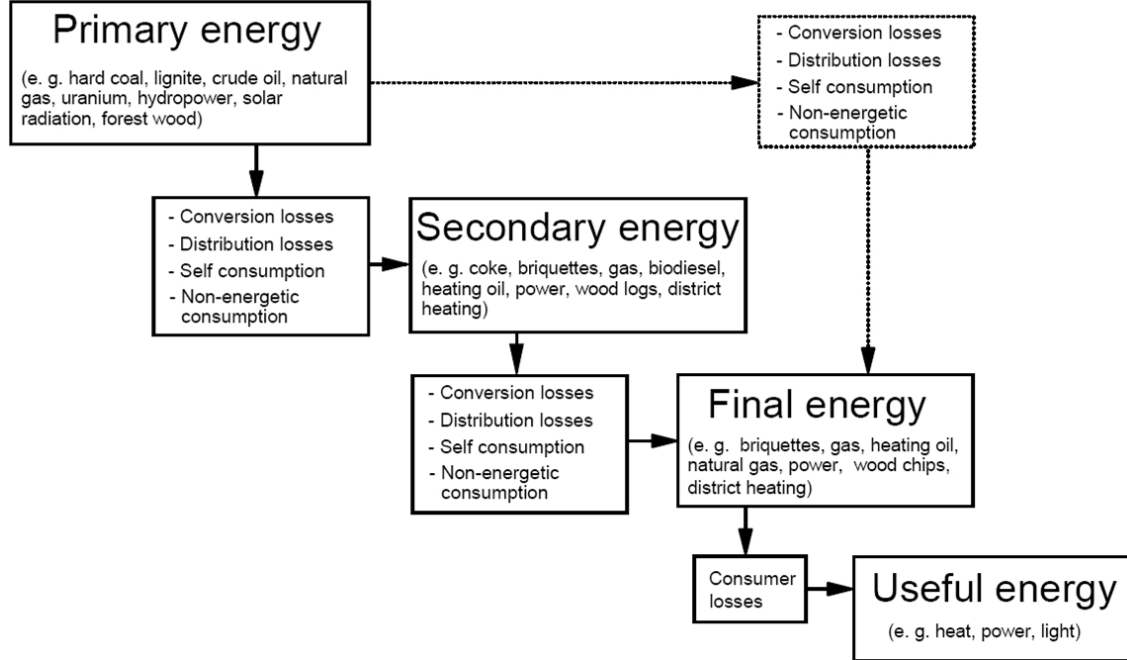 Primary energy
(e. g. hard coal, lignite, crude oil, natural
gas, uranium, hydropower, solar
radiation, forest wood)
- Conversion losses
- Distribution losses
- Self consumption
- Non-energetic
consumption
- Conversion losses
- Distribution losses
- Self consumption
- Non-energetic
consumption
Secondary energy
(e. g. coke, briquettes, gas, biodiesel,
heating oil, power, wood logs, district
heating)
- Conversion losses
- Distribution losses
- Self consumption
- Non-energetic
consumption
Final energy
(e. g. briquettes, gas, heating oil,
natural gas, power, wood chips,
district heating)
Consumer
losses
Useful energy
(e. g. heat, power, light)